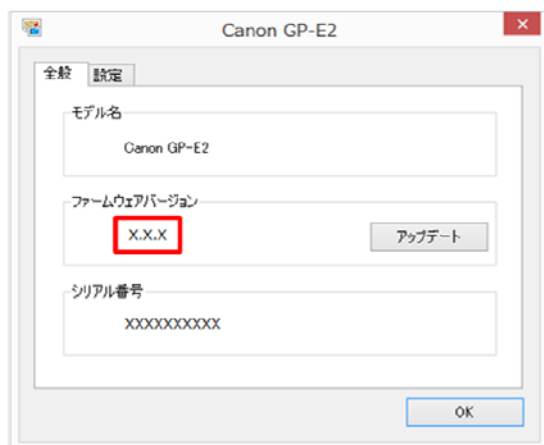 Canon GP-E2
全般 設定
モデル名
Canon GP-E2
ファームウェアバージョン
X.X.X アップデート
シリアル番号
XXXXXXXXXX
OK